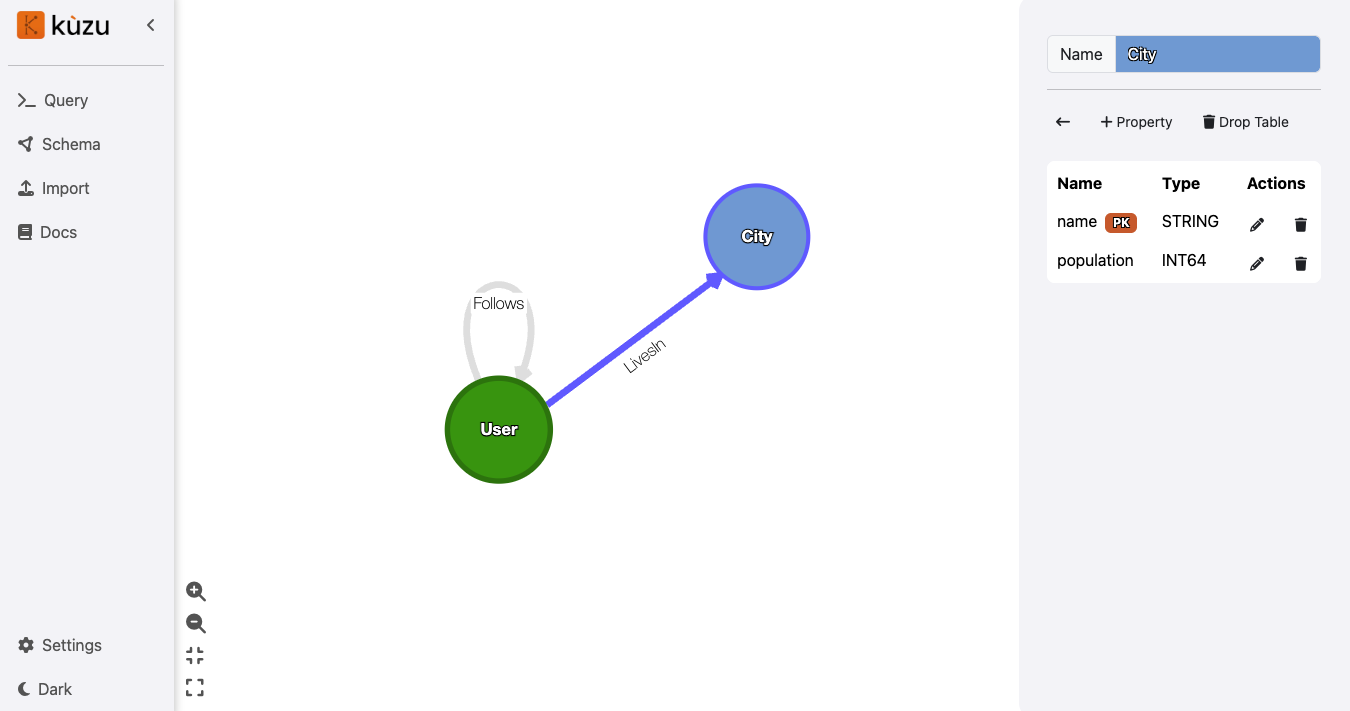 kùzu
Query
Schema
Import
Docs
Settings
Dark
City
Follows
LivesIn
User
Name City
Property Drop Table
Name Type Actions
name PK STRING
population INT64